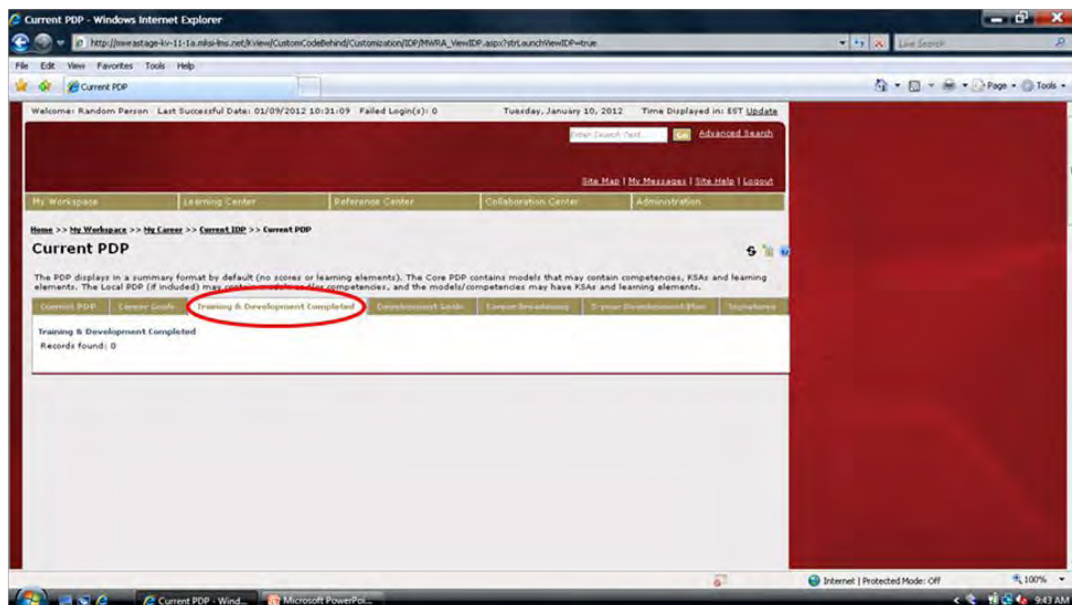 Current PDP - Windows Internet Explorer
Live Search
File Edit View Favorites Tools Help
Current PDP
Page Tools
Welcome: Random Person Last Successful Date: 01/09/2012 10:31:09 Failed Login(s): 0 Tuesday, January 10, 2012 Time Displayed in: EST Update
Enter Search Text... Go Advanced Search
Site Map | My Messages | Site Help | Logout
My Workspace Learning Center Reference Center Collaboration Center Administration
Home >> My Workspace >> My Career >> Current IDP >> Current PDP
Current PDP
The PDP displays in a summary format by default (no scores or learning elements). The Core PDP contains models that may contain competencies, KSAs and learning
elements. The Local PDP (if included) may contain models and/or competencies, and the models/competencies may have KSAs and learning elements.
Current PDP Career Goals Training & Development Completed Development Goals Career Broadening Signatures
Training & Development Completed
Records found: 0
Internet | Protected Mode: Off 100%
Current PDP - Wind... Microsoft PowerPoi... 9:43 AM